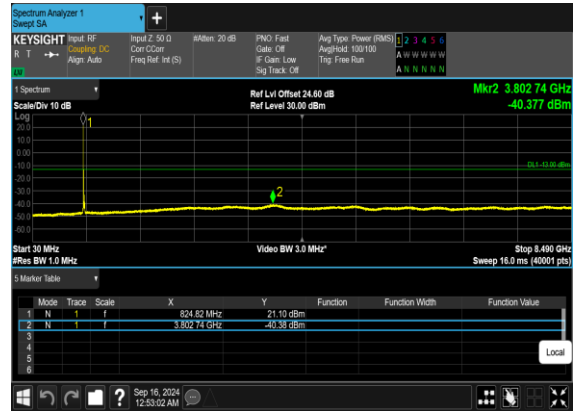 Spectrum Analyzer 1
Swept SA
+
KEYSIGHT Input: RF Input Z: 50 Ω #Atten: 20 dB PNO: Fast Avg Type: Power (RMS) 1 2 3 4 5 6
R T Coupling: DC Corr CCorr Gate: Off Avg|Hold: 100/100 A W W W W W
Align: Auto Freq Ref: Int (S) IF Gain: Low Trig: Free Run
LW Sig Track: Off A N N N N N
1 Spectrum Ref Lvl Offset 24.60 dB Mkr2 3.802 74 GHz
Scale/Div 10 dB Ref Level 30.00 dBm -40.377 dBm
Log
20.0 1
10.0
0.00
-10.0 DL1 -13.00 dBm
-20.0
-30.0 2
-40.0
-50.0
-60.0
Start 30 MHz Video BW 3.0 MHz* Stop 8.490 GHz
#Res BW 1.0 MHz Sweep 16.0 ms (40001 pts)
5 Marker Table
Mode Trace Scale X Y Function Function Width Function Value
1 N 1 f 824.82 MHz 21.10 dBm
2 N 1 f 3.802 74 GHz -40.38 dBm
3
4
5
6
Local
? Sep 16, 2024
12:53:02 AM